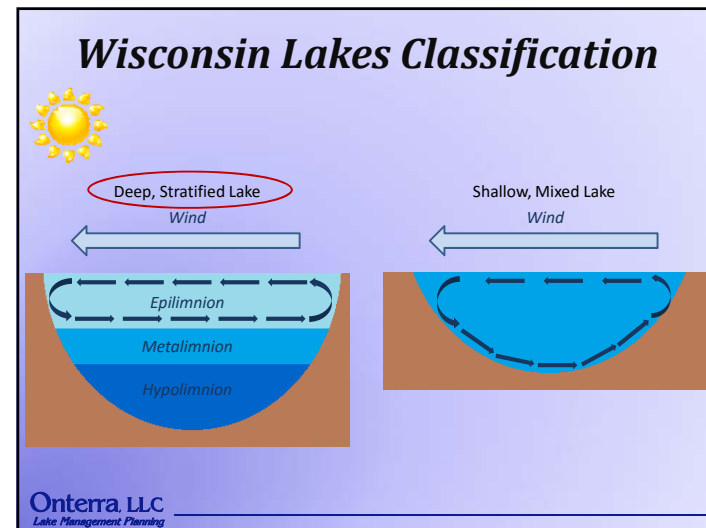 Wisconsin Lakes Classification
Deep, Stratified Lake
Wind
Epilimnion
Metalimnion
Hypolimnion
Shallow, Mixed Lake
Wind
Onterra, LLC
Lake Management Planning